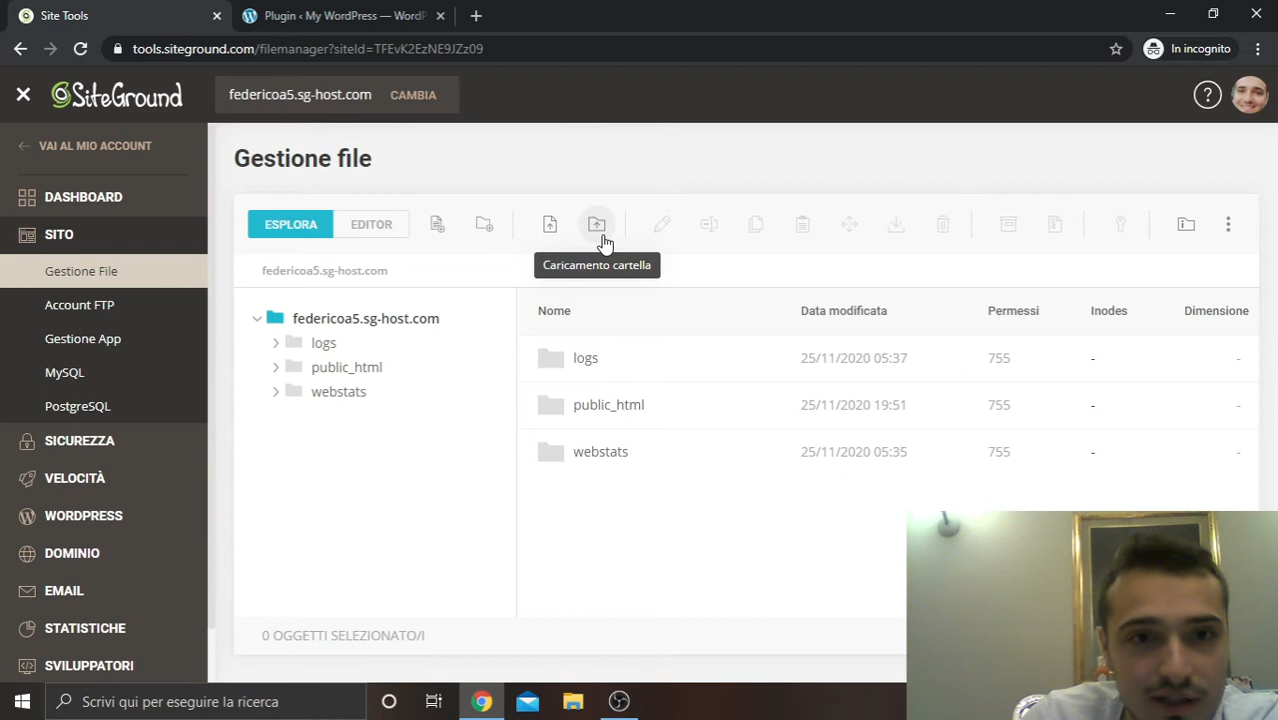 Site Tools
Plugin ‹ My WordPress — WordP
tools.siteground.com/filemanager?siteId=TFEvK2EzNE9JZz09
In incognito
SiteGround
federicoa5.sg-host.com CAMBIA
?
VAI AL MIO ACCOUNT
DASHBOARD
SITO
Gestione File
Account FTP
Gestione App
MySQL
PostgreSQL
SICUREZZA
VELOCITÀ
WORDPRESS
DOMINIO
EMAIL
STATISTICHE
SVILUPPATORI
Gestione file
ESPLORA EDITOR
Caricamento cartella
federicoa5.sg-host.com
federicoa5.sg-host.com
logs
public_html
webstats
Nome Data modificata Permessi Inodes Dimensione
logs 25/11/2020 05:37 755 - -
public_html 25/11/2020 19:51 755 - -
webstats 25/11/2020 05:35 755 - -
0 OGGETTI SELEZIONATO/I
Scrivi qui per eseguire la ricerca